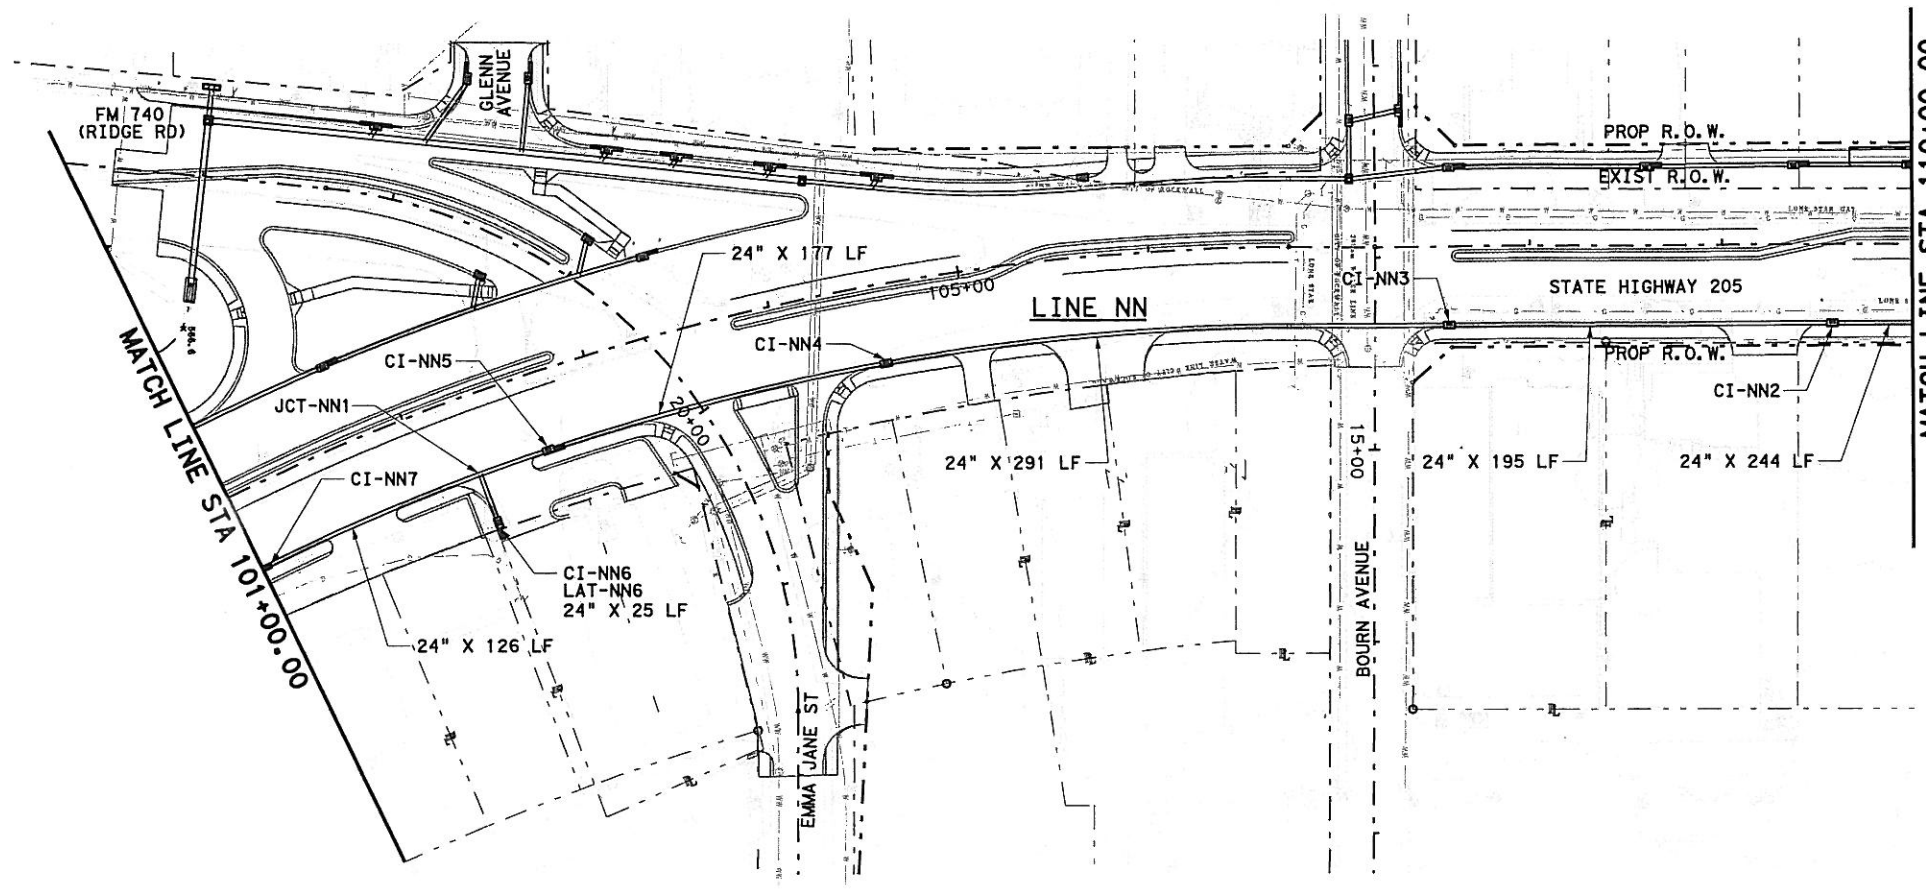 GLENN
AVENUE
FM 740
(RIDGE RD)
PROP R.O.W.
EXIST R.O.W.
24" X 177 LF
105+00
LINE NN
CI-NN3
STATE HIGHWAY 205
CI-NN4
CI-NN5
PROP R.O.W.
CI-NN2
JCT-NN1
20+00
15+00
24" X 291 LF
24" X 195 LF
24" X 244 LF
CI-NN7
MATCH LINE STA 101+00.00
CI-NN6
LAT-NN6
24" X 25 LF
24" X 126 LF
BOURN AVENUE
EMMA JANE ST
MATCH LINE STA